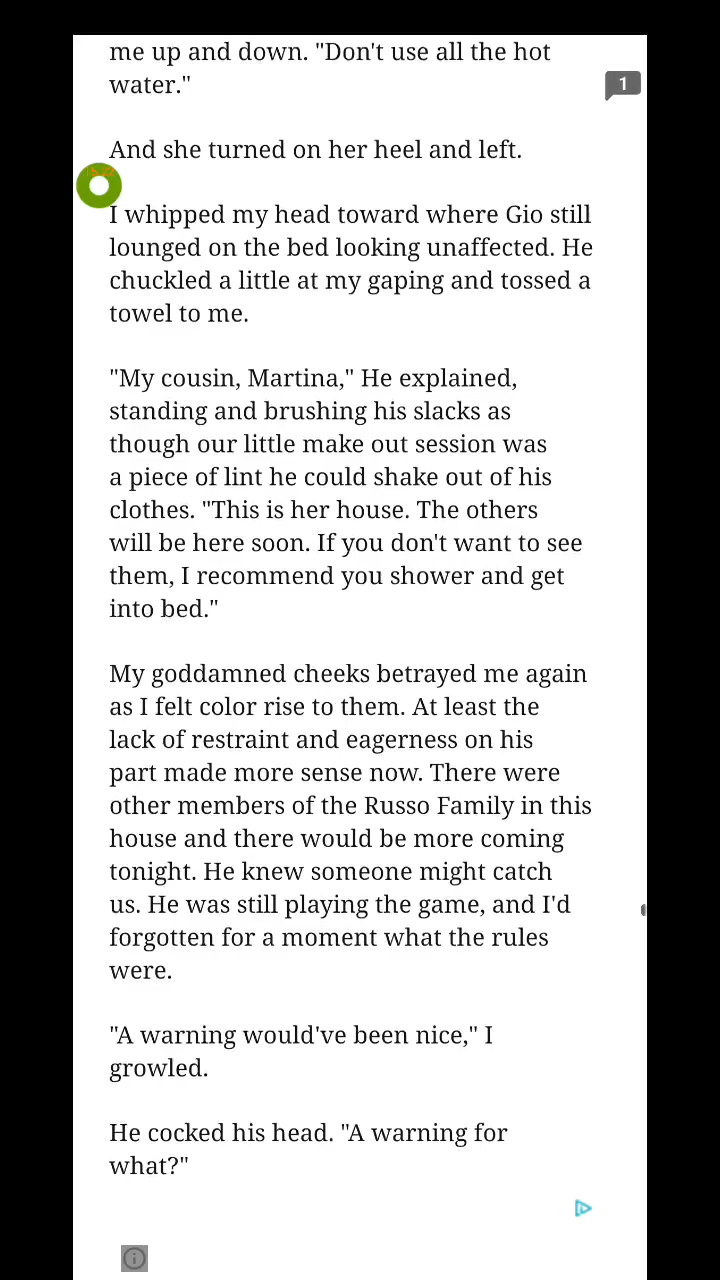 me up and down. "Don't use all the hot
water."
1
And she turned on her heel and left.
I whipped my head toward where Gio still
lounged on the bed looking unaffected. He
chuckled a little at my gaping and tossed a
towel to me.
"My cousin, Martina," He explained,
standing and brushing his slacks as
though our little make out session was
a piece of lint he could shake out of his
clothes. "This is her house. The others
will be here soon. If you don't want to see
them, I recommend you shower and get
into bed."
My goddamned cheeks betrayed me again
as I felt color rise to them. At least the
lack of restraint and eagerness on his
part made more sense now. There were
other members of the Russo Family in this
house and there would be more coming
tonight. He knew someone might catch
us. He was still playing the game, and I'd
forgotten for a moment what the rules
were.
"A warning would've been nice," I
growled.
He cocked his head. "A warning for
what?"